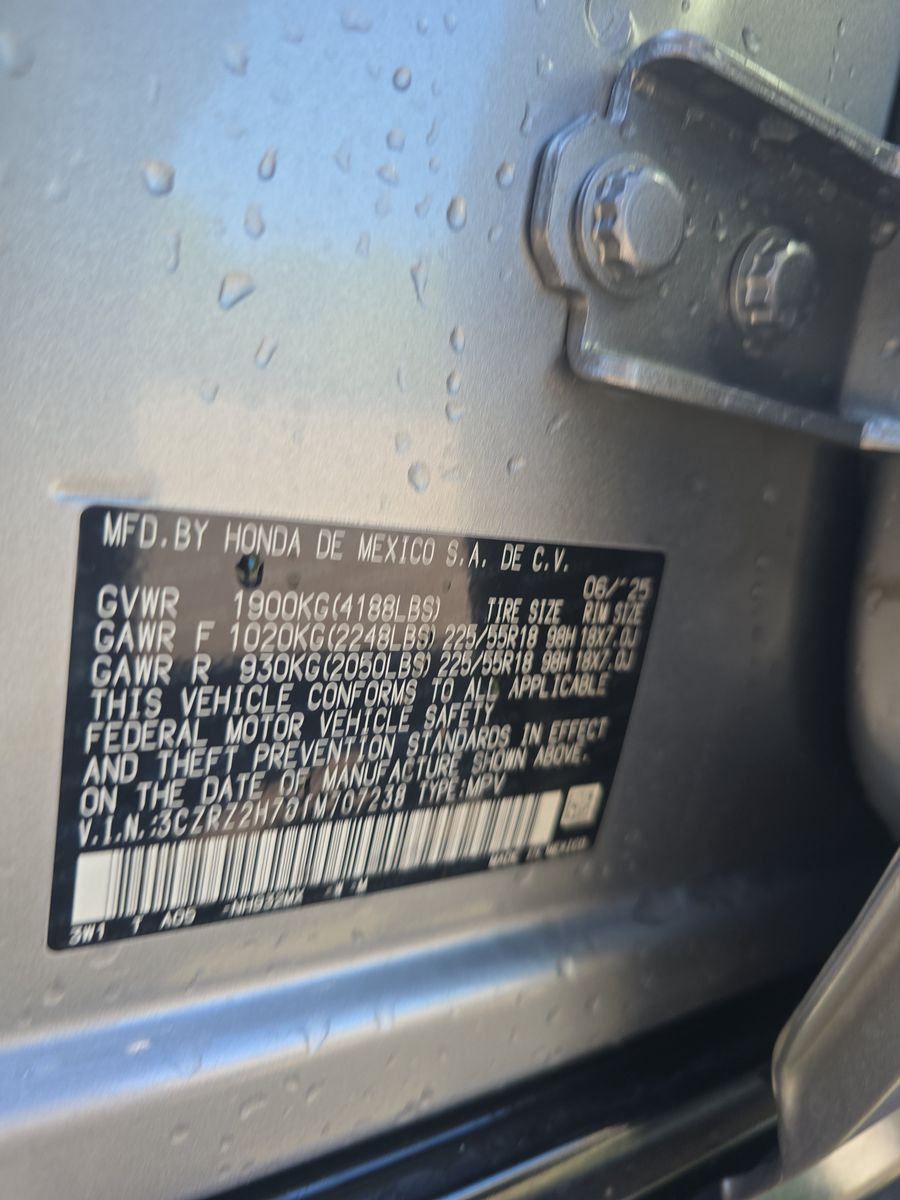 MFD.BY HONDA DE MEXICO S.A. DE C.V.
06/'25
GVWR 1900KG(4188LBS) TIRE SIZE RIM SIZE
GAWR F 1020KG(2248LBS) 225/55R18 98H 18X7.0J
GAWR R 930KG(2050LBS) 225/55R18 98H 18X7.0J
THIS VEHICLE CONFORMS TO ALL APPLICABLE
FEDERAL MOTOR VEHICLE SAFETY
AND THEFT PREVENTION STANDARDS IN EFFECT
ON THE DATE OF MANUFACTURE SHOWN ABOVE.
V.I.N.: TYPE:MPV
MADE IN MEXICO
3W1 A09